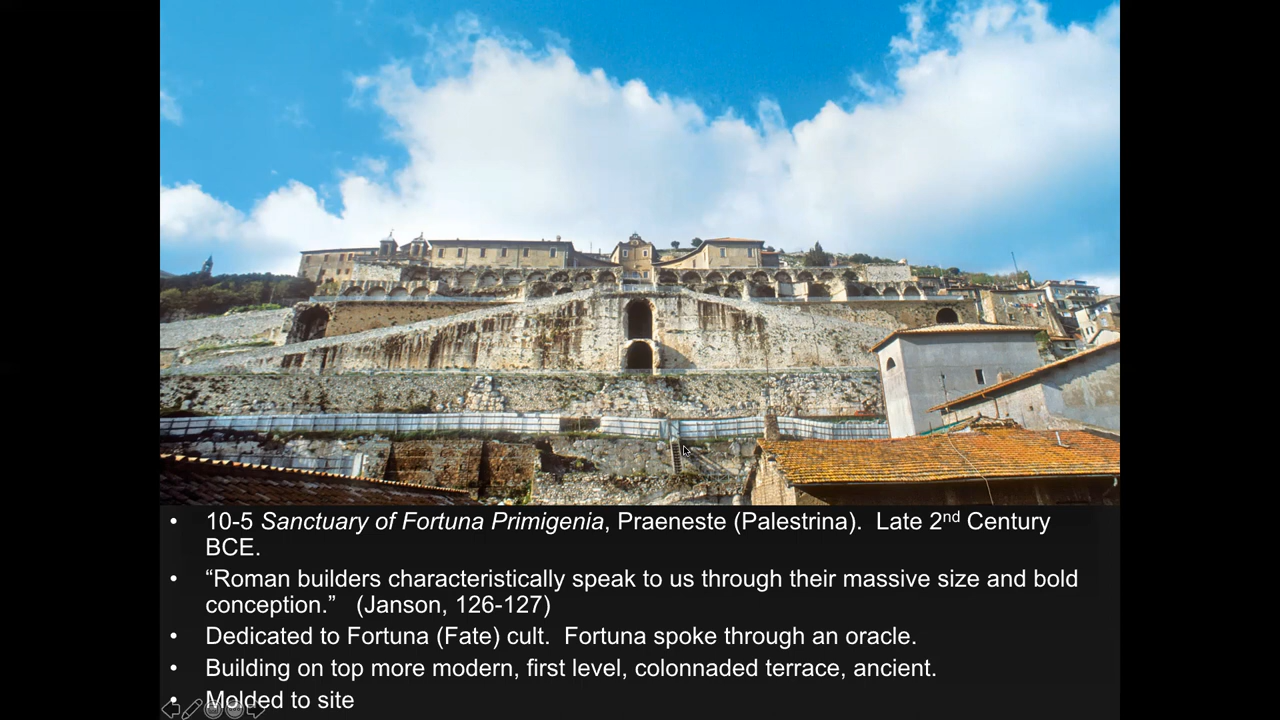 • 10-5 Sanctuary of Fortuna Primigenia, Praeneste (Palestrina).  Late 2nd Century
BCE.
• “Roman builders characteristically speak to us through their massive size and bold
conception.”   (Janson, 126-127)
• Dedicated to Fortuna (Fate) cult.  Fortuna spoke through an oracle.
• Building on top more modern, first level, colonnaded terrace, ancient.
• Molded to site